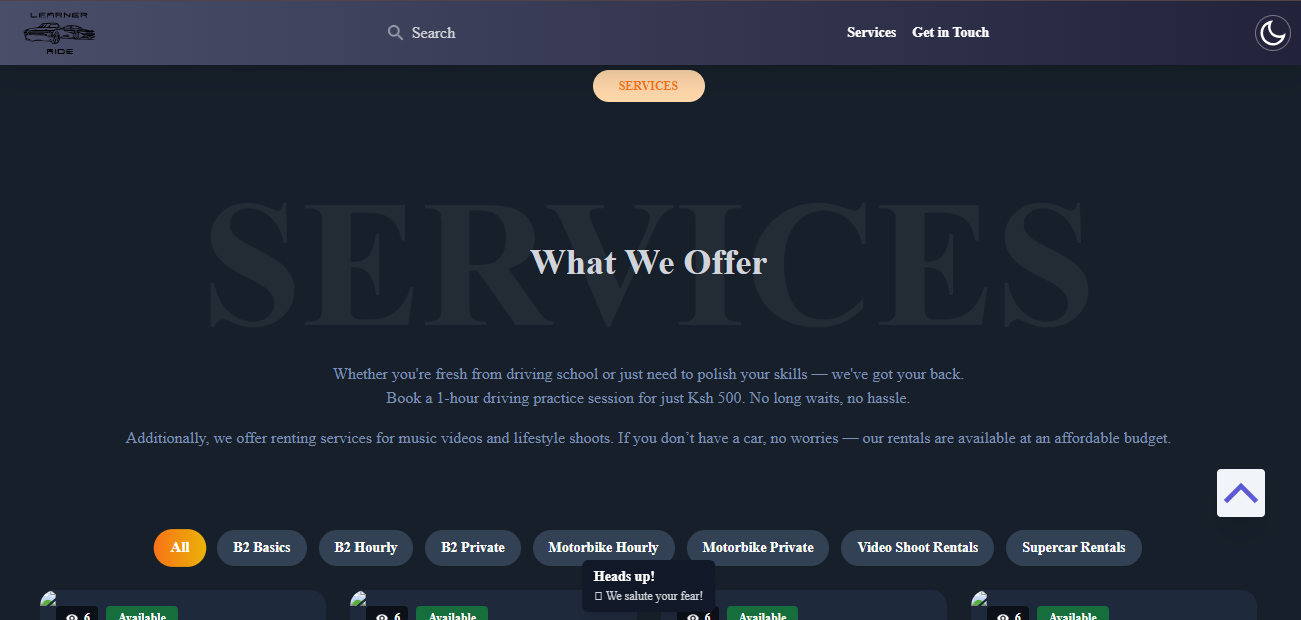 LEARNER
RIDE
Search
Services
Get in Touch
SERVICES
SERVICES
What We Offer
Whether you're fresh from driving school or just need to polish your skills — we've got your back.
Book a 1-hour driving practice session for just Ksh 500. No long waits, no hassle.
Additionally, we offer renting services for music videos and lifestyle shoots. If you don’t have a car, no worries — our rentals are available at an affordable budget.
All
B2 Basics
B2 Hourly
B2 Private
Motorbike Hourly
Motorbike Private
Video Shoot Rentals
Supercar Rentals
Heads up!
We salute your fear!
6 Available
6 Available
6 Available
6 Available